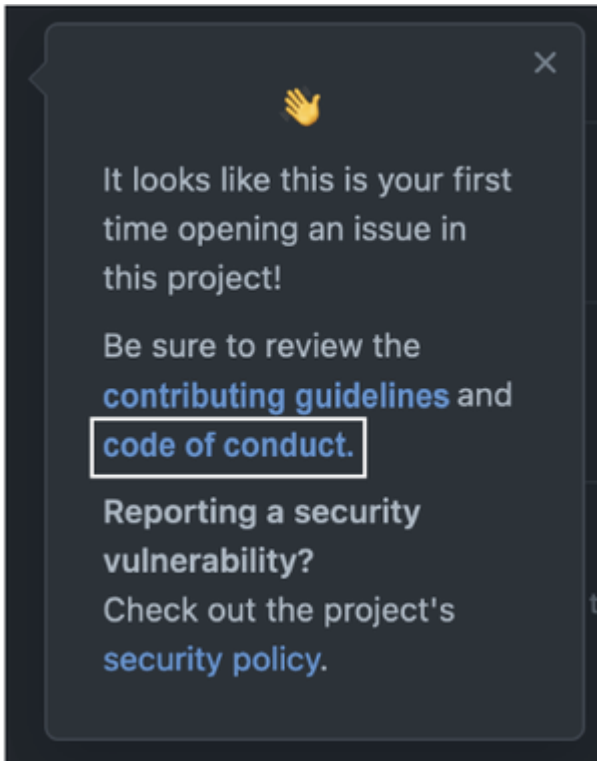 It looks like this is your first
time opening an issue in
this project!
Be sure to review the
contributing guidelines and
code of conduct.
Reporting a security
vulnerability?
Check out the project's
security policy.